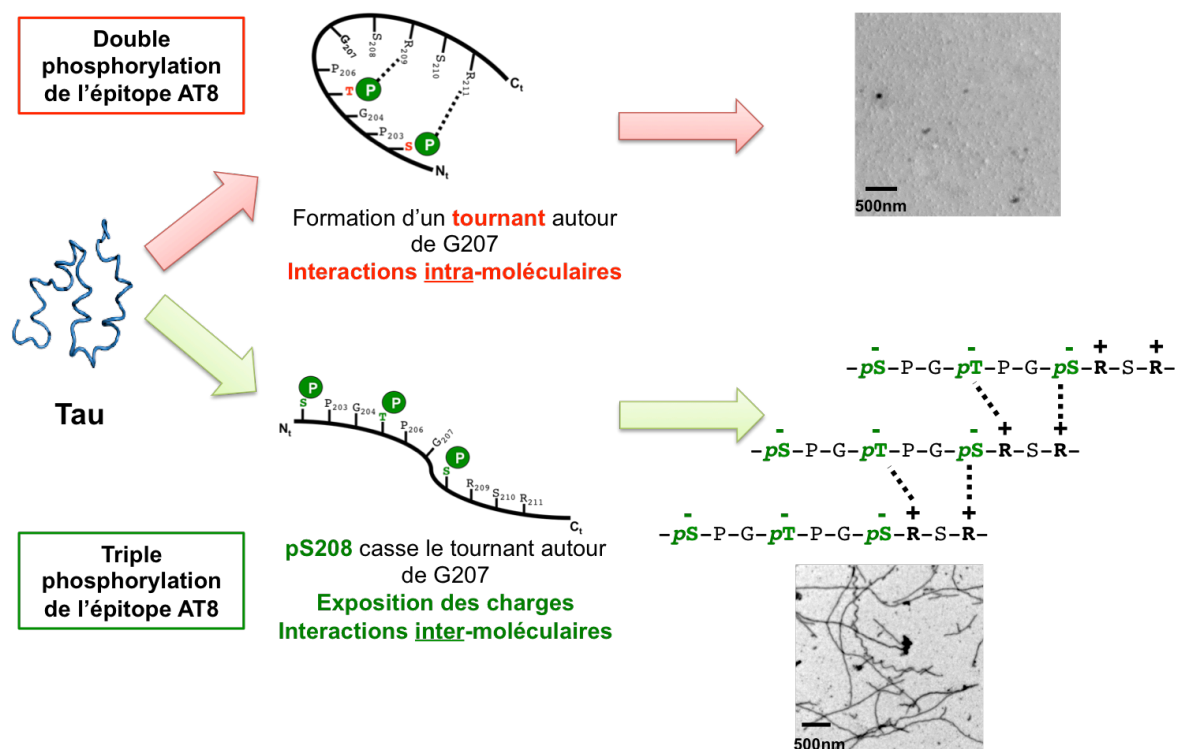 Double
phosphorylation
de l'épitope AT8
G207
S208
R209
S210
R211
Ct
P206
T
P
G204
P203
S
P
Nt
500nm
Formation d'un tournant autour
de G207
Interactions intra-moléculaires
Tau
P
S
P203
G204
P
T
P206
G207
P
S
R209
S210
R211
Nt
Ct
- - - + +
–pS–P–G–pT–P–G–pS–R–S–R–
- - - + +
–pS–P–G–pT–P–G–pS–R–S–R–
- - - + +
–pS–P–G–pT–P–G–pS–R–S–R–
Triple
phosphorylation
de l'épitope AT8
pS208 casse le tournant autour
de G207
Exposition des charges
Interactions inter-moléculaires
500nm